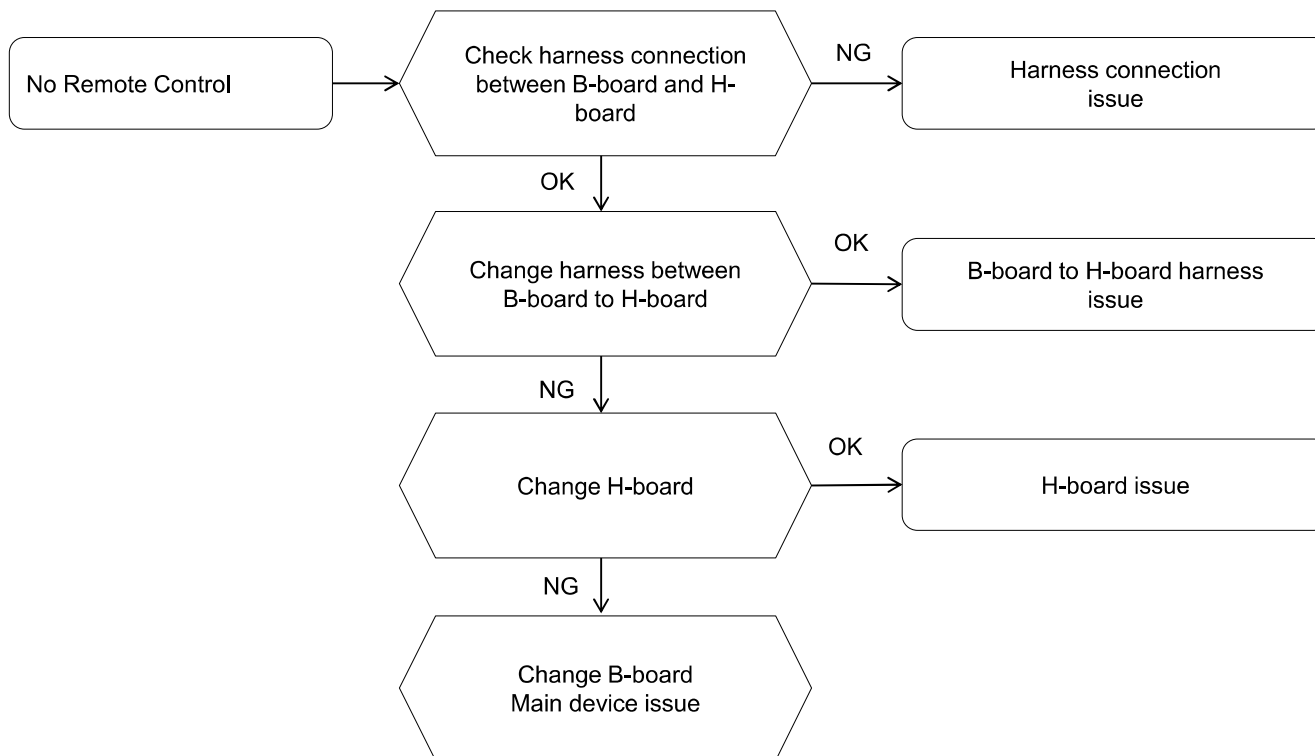 No Remote Control
Check harness connection
between B-board and H-
board
NG
Harness connection
issue
OK
Change harness between
B-board to H-board
OK
B-board to H-board harness
issue
NG
Change H-board
OK
H-board issue
NG
Change B-board
Main device issue